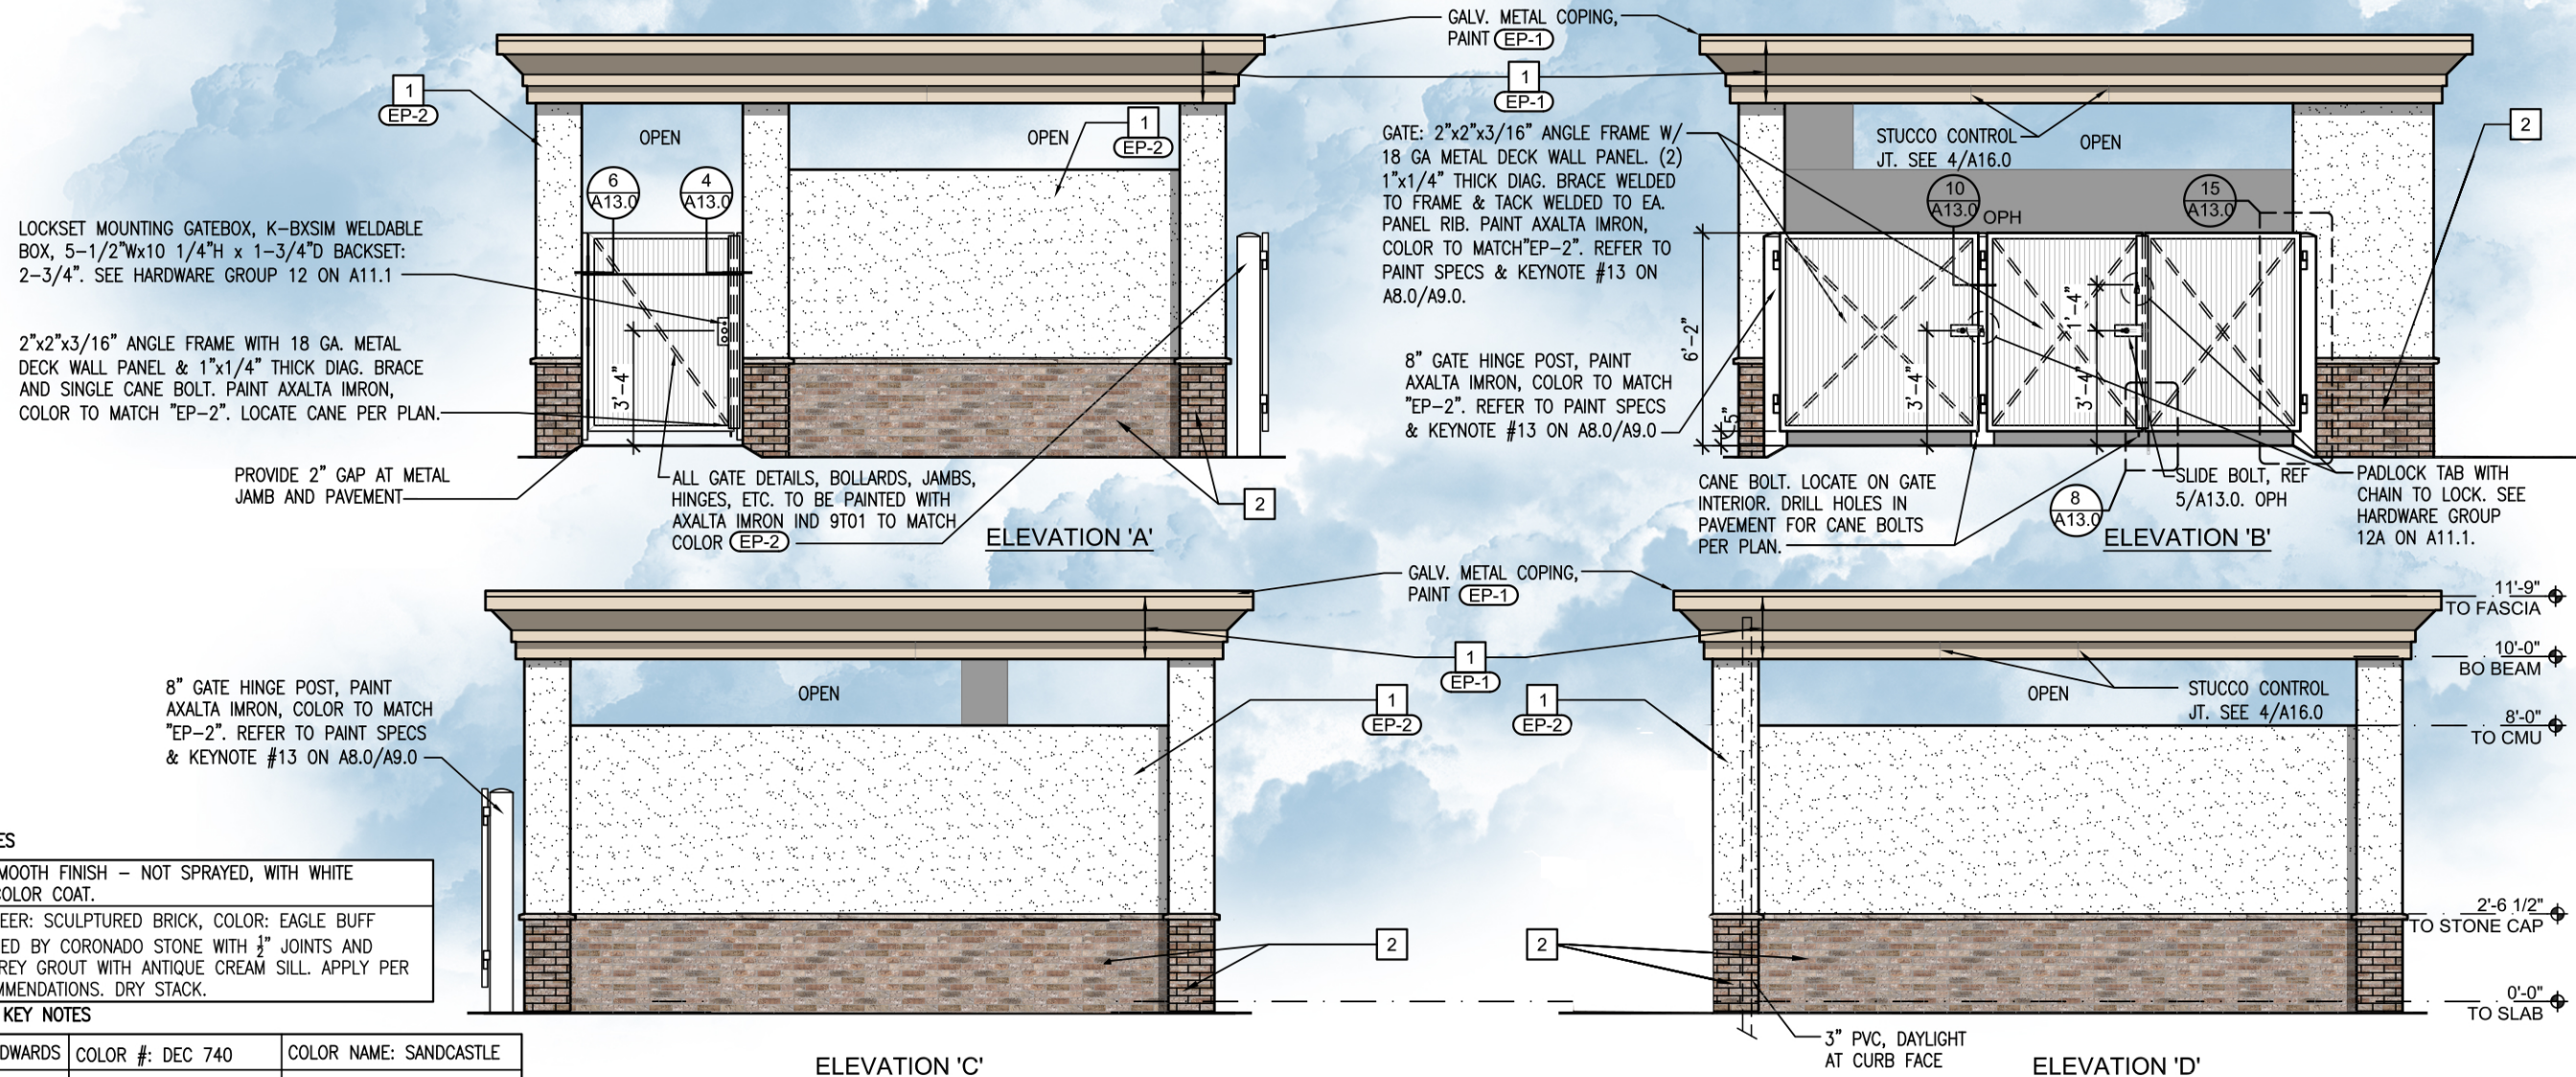 GALV. METAL COPING,
PAINT EP-1
1
EP-2
1
EP-1
OPEN
OPEN
1
EP-2
6
A13.0
4
A13.0
LOCKSET MOUNTING GATEBOX, K-BXSIM WELDABLE
BOX, 5-1/2"Wx10 1/4"H x 1-3/4"D BACKSET:
2-3/4". SEE HARDWARE GROUP 12 ON A11.1
2"x2"x3/16" ANGLE FRAME WITH 18 GA. METAL
DECK WALL PANEL & 1"x1/4" THICK DIAG. BRACE
AND SINGLE CANE BOLT. PAINT AXALTA IMRON,
COLOR TO MATCH "EP-2". LOCATE CANE PER PLAN.
3'-4"
PROVIDE 2" GAP AT METAL
JAMB AND PAVEMENT
ALL GATE DETAILS, BOLLARDS, JAMBS,
HINGES, ETC. TO BE PAINTED WITH
AXALTA IMRON IND 9T01 TO MATCH
COLOR EP-2
2
ELEVATION 'A'
GATE: 2"x2"x3/16" ANGLE FRAME W/
18 GA METAL DECK WALL PANEL. (2)
1"x1/4" THICK DIAG. BRACE WELDED
TO FRAME & TACK WELDED TO EA.
PANEL RIB. PAINT AXALTA IMRON,
COLOR TO MATCH"EP-2". REFER TO
PAINT SPECS & KEYNOTE #13 ON
A8.0/A9.0.
8" GATE HINGE POST, PAINT
AXALTA IMRON, COLOR TO MATCH
"EP-2". REFER TO PAINT SPECS
& KEYNOTE #13 ON A8.0/A9.0
STUCCO CONTROL
JT. SEE 4/A16.0
OPEN
2
10
A13.0
OPH
15
A13.0
6'-2"
5"
3'-4"
1'-4"
3'-4"
CANE BOLT. LOCATE ON GATE
INTERIOR. DRILL HOLES IN
PAVEMENT FOR CANE BOLTS
PER PLAN.
8
A13.0
SLIDE BOLT, REF
5/A13.0. OPH
PADLOCK TAB WITH
CHAIN TO LOCK. SEE
HARDWARE GROUP
12A ON A11.1.
ELEVATION 'B'
GALV. METAL COPING,
PAINT EP-1
1
EP-1
OPEN
1
EP-2
8" GATE HINGE POST, PAINT
AXALTA IMRON, COLOR TO MATCH
"EP-2". REFER TO PAINT SPECS
& KEYNOTE #13 ON A8.0/A9.0
2
ELEVATION 'C'
1
EP-2
OPEN
STUCCO CONTROL
JT. SEE 4/A16.0
2
3" PVC, DAYLIGHT
AT CURB FACE
ELEVATION 'D'
11'-9"
TO FASCIA
10'-0"
BO BEAM
8'-0"
TO CMU
2'-6 1/2"
TO STONE CAP
0'-0"
TO SLAB
ES
MOOTH FINISH – NOT SPRAYED, WITH WHITE
COLOR COAT.
EER: SCULPTURED BRICK, COLOR: EAGLE BUFF
ED BY CORONADO STONE WITH 1/2" JOINTS AND
REY GROUT WITH ANTIQUE CREAM SILL. APPLY PER
MMENDATIONS. DRY STACK.
KEY NOTES
DWARDS COLOR #: DEC 740 COLOR NAME: SANDCASTLE